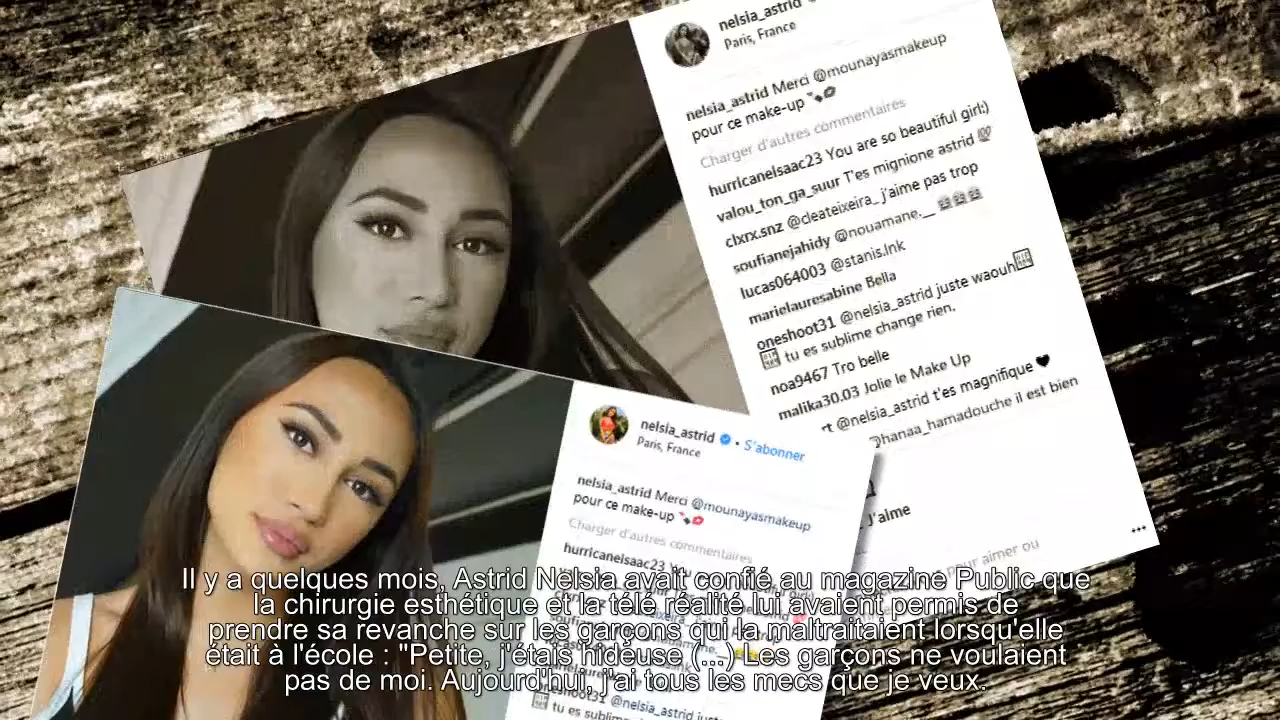 nelsia_astrid
Paris, France
nelsia_astrid Merci @mounayasmakeup
pour ce make-up
Charger d'autres commentaires
hurricanelsaac23 You are so beautiful girl:)
valou_ton_ga_suur T'es mignione astrid 💯
clxrx.snz @cleateixeira_ j'aime pas trop
soufianejahidy @nouamane.__
lucas064003 @stanis.lnk
marielauresabine Bella
oneshoot31 @nelsia_astrid juste waouh
tu es sublime change rien.
noa9467 Tro belle
malika30.03 Jolie le Make Up
rt @nelsia_astrid t'es magnifique 🖤
@hanaa_hamadouche il est bien
J'aime
pour aimer ou
nelsia_astrid • S'abonner
Paris, France
nelsia_astrid Merci @mounayasmakeup
pour ce make-up 💋
Charger d'autres commentaires
hurricanelsaac23 You
Il y a quelques mois, Astrid Nelsia avait confié au magazine Public que
la chirurgie esthétique et la télé réalité lui avaient permis de
prendre sa revanche sur les garçons qui la maltraitaient lorsqu'elle
était à l'école : "Petite, j'étais hideuse (...) Les garçons ne voulaient
pas de moi. Aujourd'hui, j'ai tous les mecs que je veux.
oneshoot31 @nelsia_astrid juste
tu es sublime